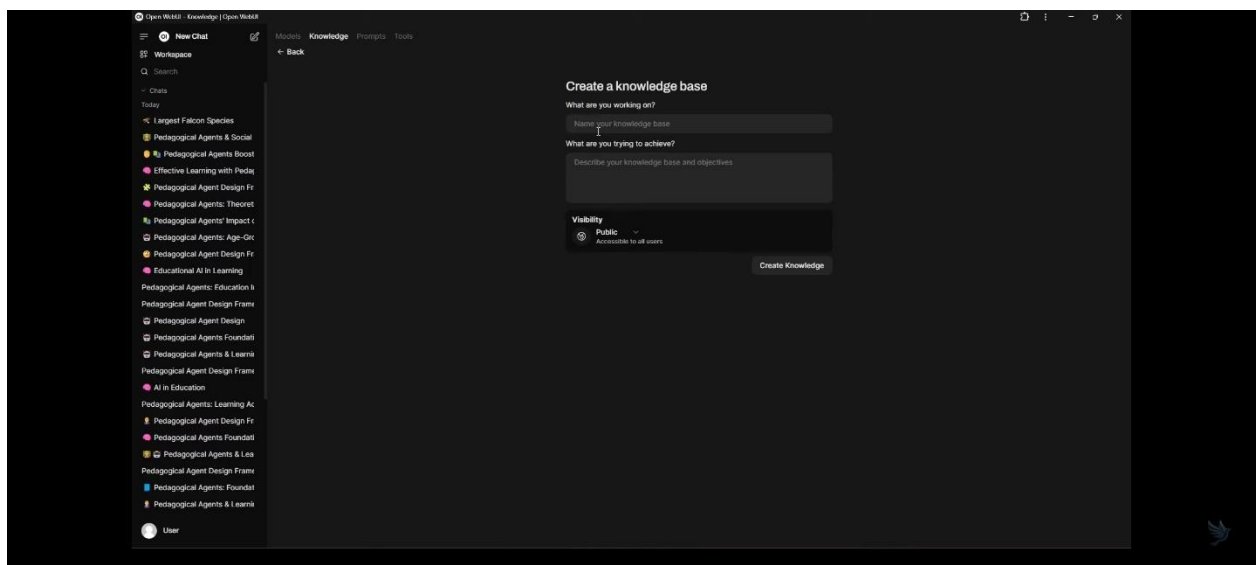 Open WebUI - Knowledge | Open WebUI
New Chat
Models Knowledge Prompts Tools
← Back
Workspace
Search
Chats
Today
Largest Falcon Species
Pedagogical Agents & Social
Pedagogical Agents Boost
Effective Learning with Pedag
Pedagogical Agent Design Fr
Pedagogical Agents: Theoret
Pedagogical Agents' Impact o
Pedagogical Agents: Age-Gro
Pedagogical Agent Design Fr
Educational AI in Learning
Pedagogical Agents: Education I
Pedagogical Agent Design Frame
Pedagogical Agent Design
Pedagogical Agents Foundati
Pedagogical Agents & Learnin
Pedagogical Agent Design Frame
AI in Education
Pedagogical Agents: Learning Ac
Pedagogical Agent Design Fr
Pedagogical Agents Foundati
Pedagogical Agents & Lea
Pedagogical Agent Design Frame
Pedagogical Agents: Foundat
Pedagogical Agents & Learnin
User
Create a knowledge base
What are you working on?
Name your knowledge base
What are you trying to achieve?
Describe your knowledge base and objectives
Visibility
Public
Accessible to all users
Create Knowledge